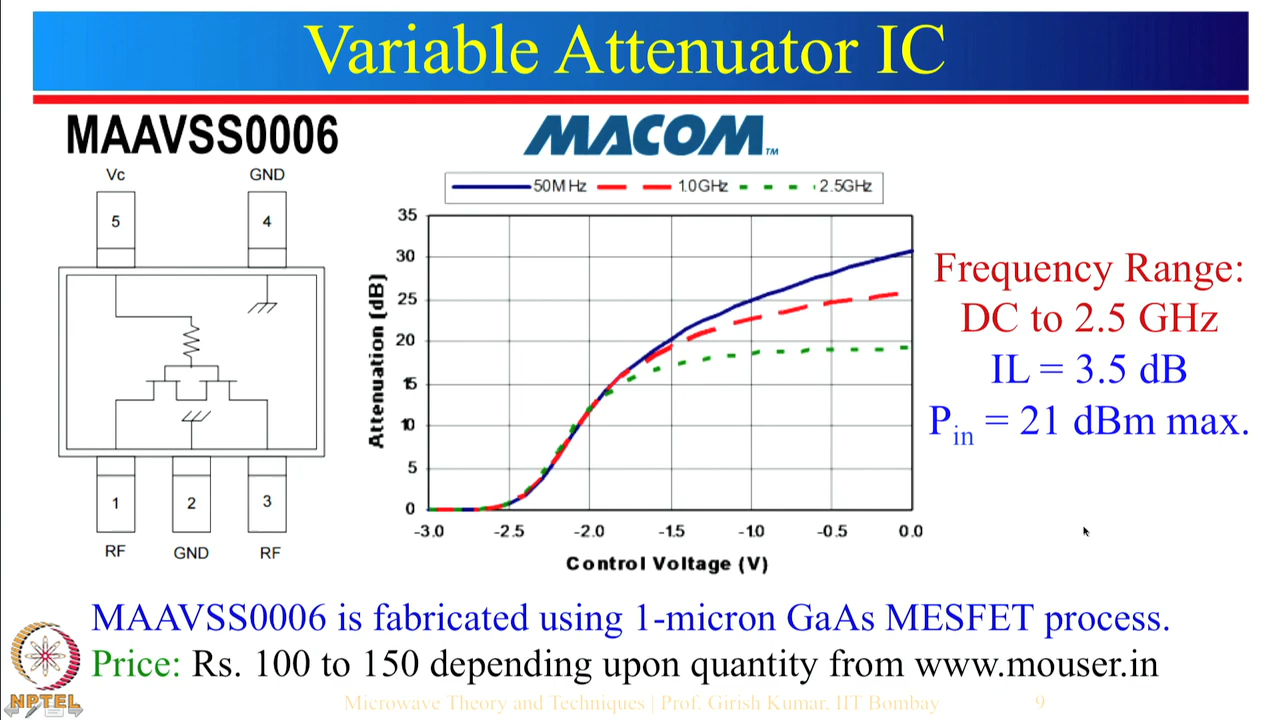 Variable Attenuator IC
MAAVSS0006
MACOM™
Vc
GND
5
4
1
2
3
RF
GND
RF
50MHz
1.0GHz
2.5GHz
Attenuation (dB)
35
30
25
20
15
10
5
0
-3.0
-2.5
-2.0
-1.5
-1.0
-0.5
0.0
Control Voltage (V)
Frequency Range:
DC to 2.5 GHz
IL = 3.5 dB
Pin = 21 dBm max.
MAAVSS0006 is fabricated using 1-micron GaAs MESFET process.
Price: Rs. 100 to 150 depending upon quantity from www.mouser.in
NPTEL
Microwave Theory and Techniques | Prof. Girish Kumar, IIT Bombay
9